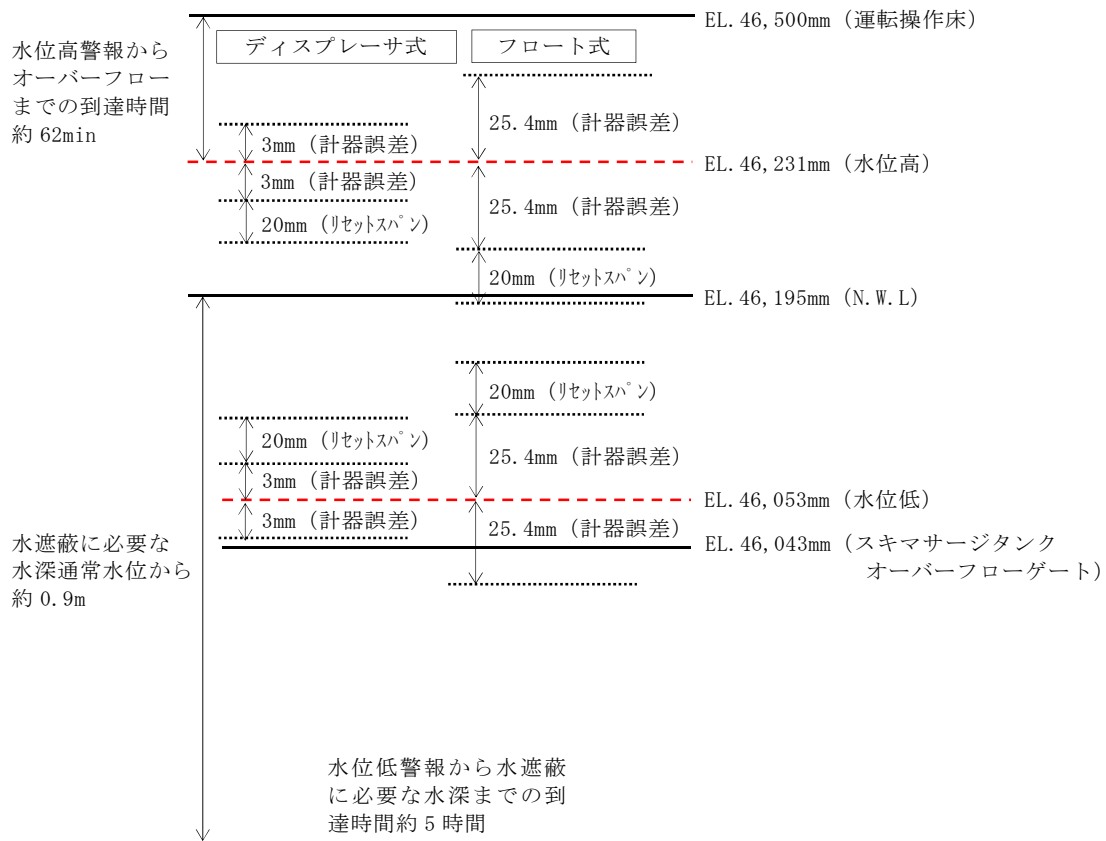 EL.46,500mm（運転操作床）
ディスプレーサ式
フロート式
水位高警報から
オーバーフロー
までの到達時間
約 62min
25.4mm（計器誤差）
3mm（計器誤差）
EL.46,231mm（水位高）
3mm（計器誤差）
25.4mm（計器誤差）
20mm（ﾘｾｯﾄｽﾊﾟﾝ）
20mm（ﾘｾｯﾄｽﾊﾟﾝ）
EL.46,195mm（N.W.L）
20mm（ﾘｾｯﾄｽﾊﾟﾝ）
20mm（ﾘｾｯﾄｽﾊﾟﾝ）
25.4mm（計器誤差）
3mm（計器誤差）
EL.46,053mm（水位低）
3mm（計器誤差）
25.4mm（計器誤差）
EL.46,043mm（スキマサージタンク
オーバーフローゲート）
水遮蔽に必要な
水深通常水位から
約 0.9m
水位低警報から水遮蔽
に必要な水深までの到
達時間約 5 時間